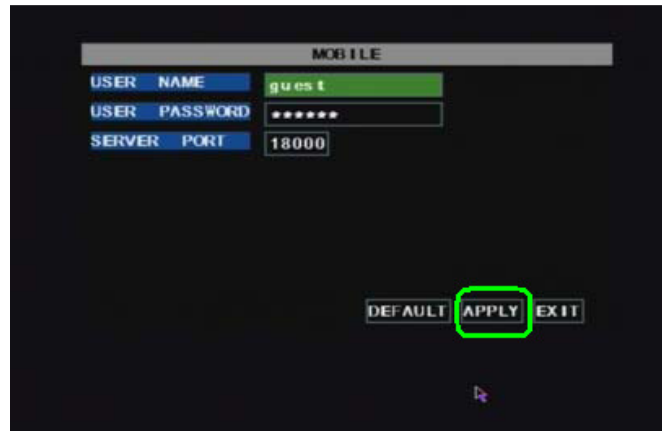 MOBILE
USER NAME guest
USER PASSWORD ******
SERVER PORT 18000
DEFAULT APPLY EXIT